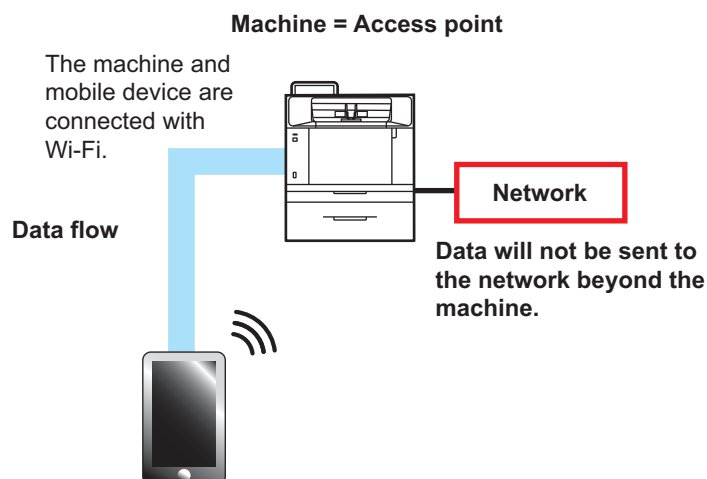 Machine = Access point
The machine and
mobile device are
connected with
Wi-Fi.
Network
Data flow
Data will not be sent to
the network beyond the
machine.